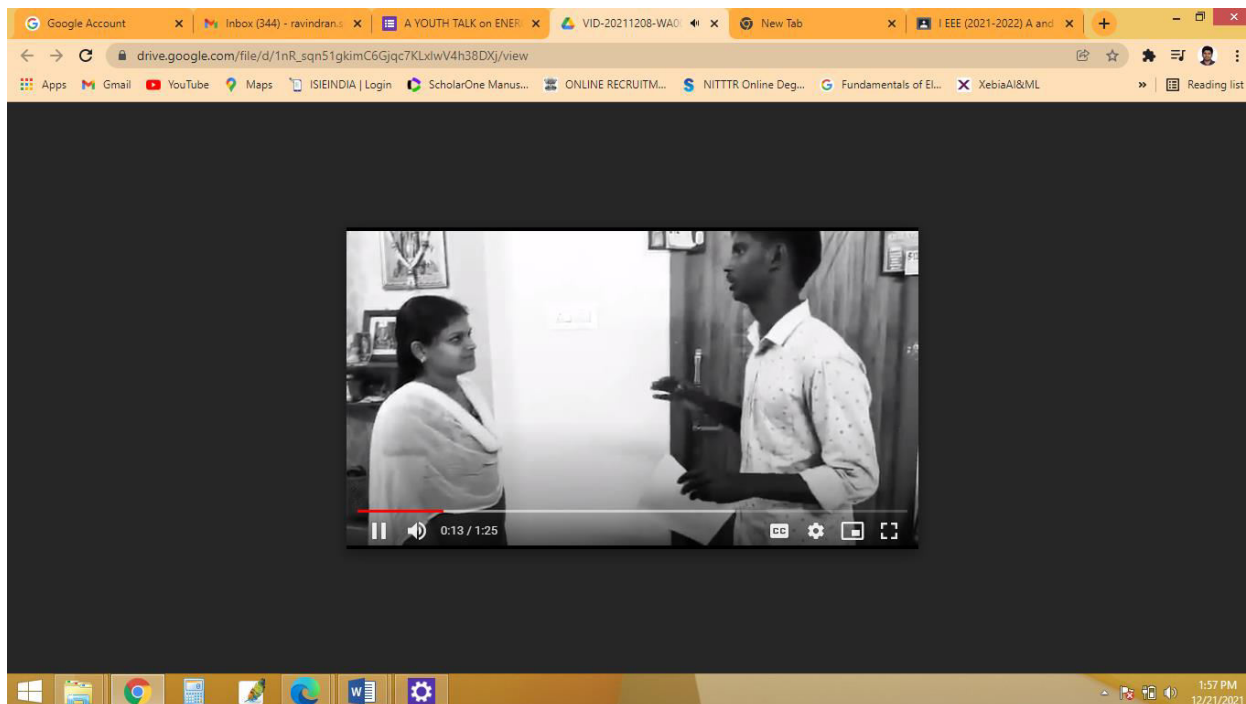 Google Account
Inbox (344) - ravindran.s
A YOUTH TALK on ENER
VID-20211208-WA0
New Tab
I EEE (2021-2022) A and
drive.google.com/file/d/1nR_sqn51gkimC6Gjqc7KLxlwV4h38DXj/view
Apps Gmail YouTube Maps ISIEINDIA | Login ScholarOne Manus... ONLINE RECRUITM... NITTTR Online Deg... Fundamentals of El... XebiaAI&ML » Reading list
0:13 / 1:25
CC
1:57 PM
12/21/2021